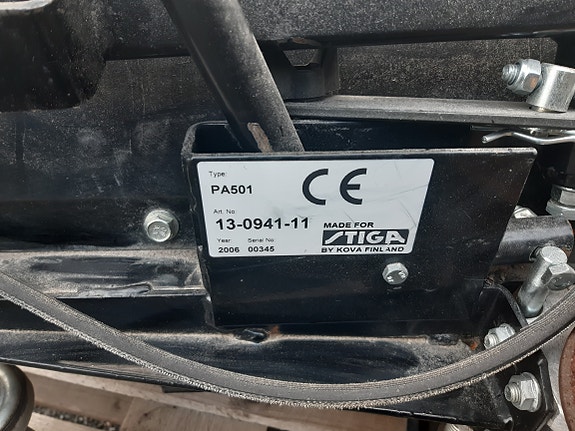 Type:
PA501
CE
Art. No
13-0941-11
MADE FOR
STIGA
BY KOVA FINLAND
Year: Serial No
2006 00345